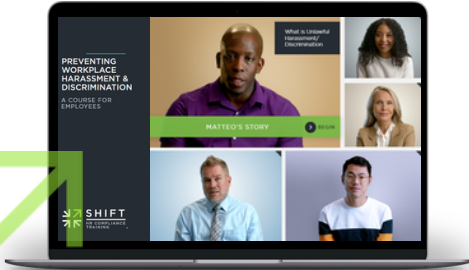 PREVENTING
WORKPLACE
HARASSMENT &
DISCRIMINATION
A COURSE FOR
EMPLOYEES
What is Unlawful
Harassment/
Discrimination
MATTEO'S STORY
BEGIN
SHIFT
HR COMPLIANCE
TRAINING